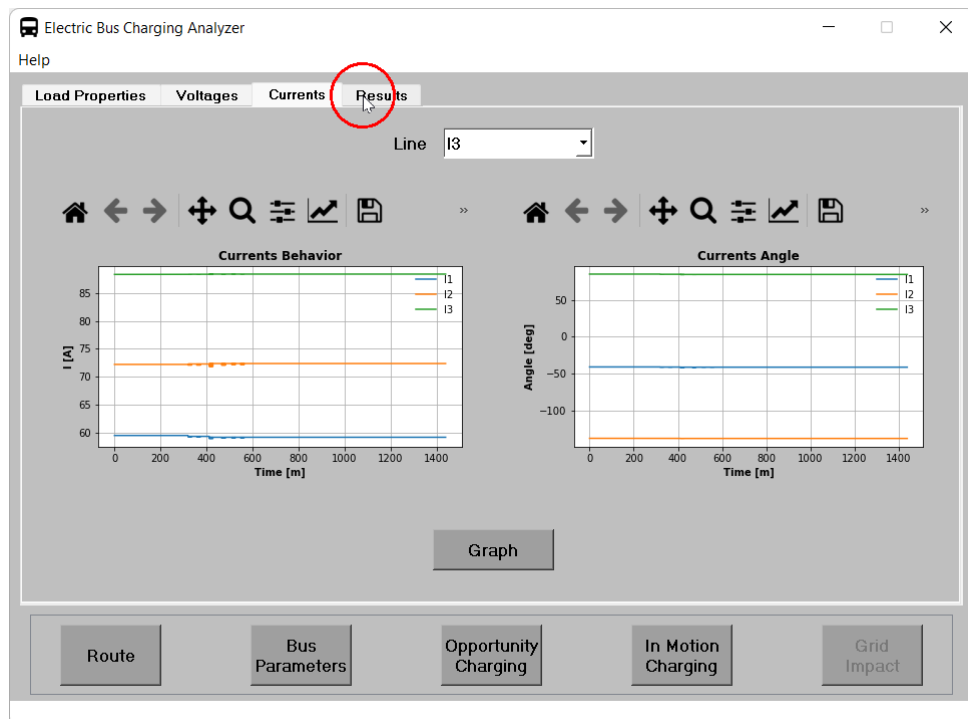 Electric Bus Charging Analyzer
Help
Load Properties Voltages Currents Results
Line I3
Currents Behavior
I [A]
85
80
75
70
65
60
0 200 400 600 800 1000 1200 1400
Time [m]
I1
I2
I3
Currents Angle
Angle [deg]
50
0
−50
−100
0 200 400 600 800 1000 1200 1400
Time [m]
I1
I2
I3
Graph
Route
Bus
Parameters
Opportunity
Charging
In Motion
Charging
Grid
Impact